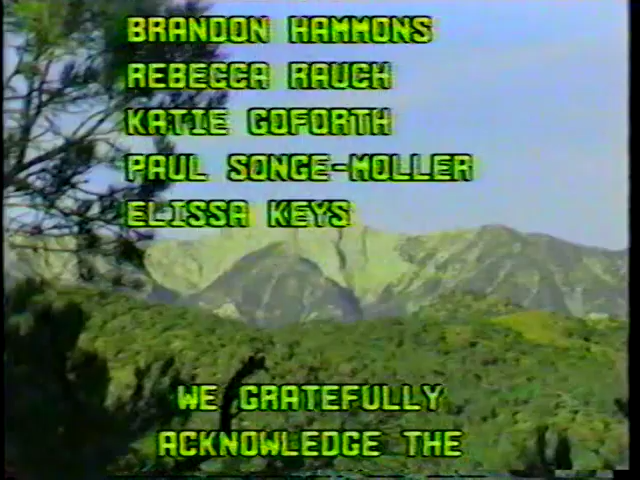 BRANDON HAMMONS
REBECCA RAUCH
KATIE GOFORTH
PAUL SONGE-MOLLER
ELISSA KEYS
WE GRATEFULLY
ACKNOWLEDGE THE